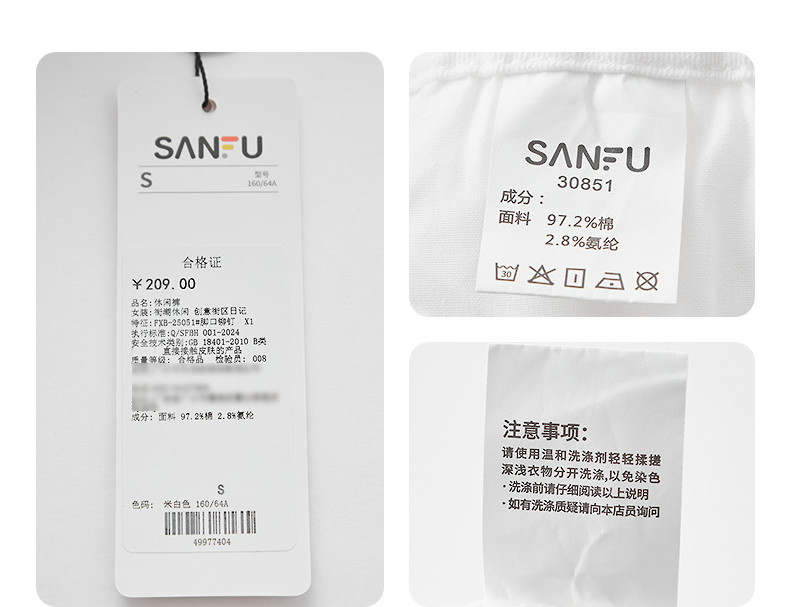 SANFU
S
型号
160/64A
合格证
￥209.00
品名:休闲裤
女装:街潮休闲 创意街区日记
特征:FXB-25051#脚口铆钉 X1
执行标准:Q/SFBH 001-2024
安全技术类别:GB 18401-2010 B类
直接接触皮肤的产品
质量等级: 合格品 检验员: 008
成分: 面料 97.2%棉 2.8%氨纶
S
色码: 米白色 160/64A
49977404
SANFU
30851
成分:
面料 97.2%棉
2.8%氨纶
30
注意事项:
请使用温和洗涤剂轻轻揉搓
深浅衣物分开洗涤,以免染色
·洗涤前请仔细阅读以上说明
·如有洗涤质疑请向本店员询问